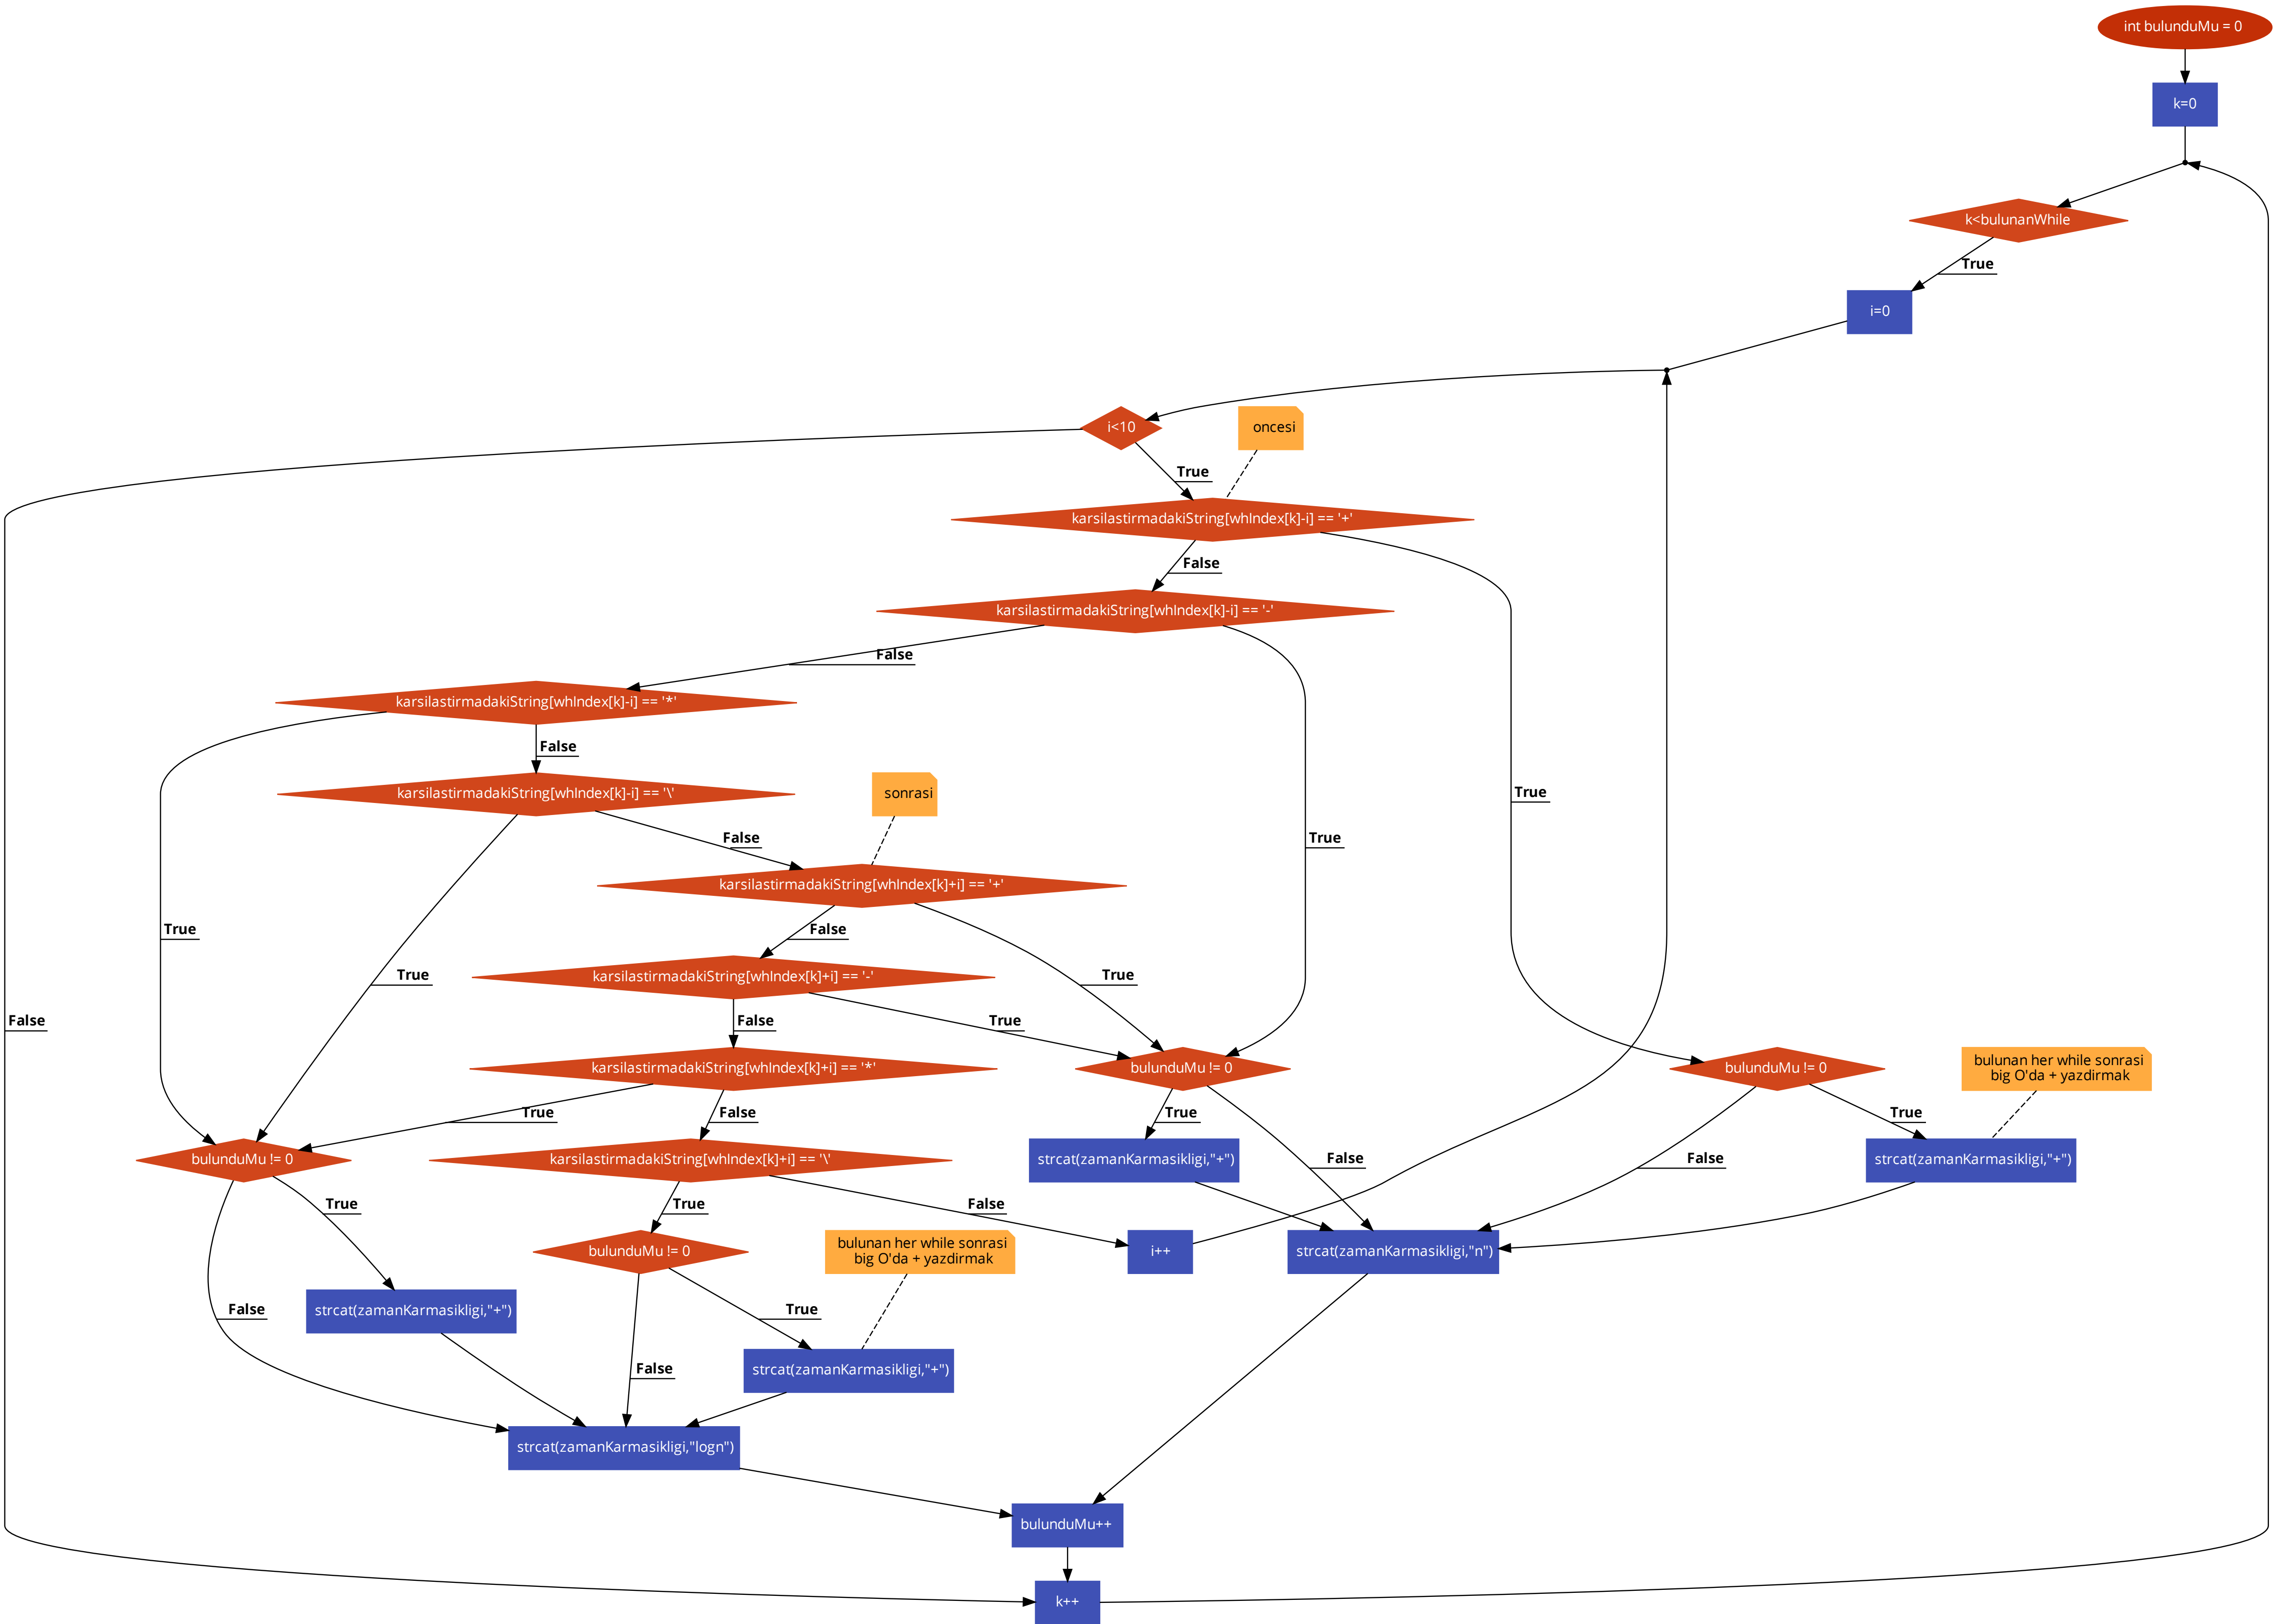 int bulunduMu = 0
k=0
k<bulunanWhile
True
i=0
i<10
oncesi
True
karsilastirmadakiString[whIndex[k]-i] == '+'
False
karsilastirmadakiString[whIndex[k]-i] == '-'
False
karsilastirmadakiString[whIndex[k]-i] == '*'
False
karsilastirmadakiString[whIndex[k]-i] == '\'
sonrasi
True
False
True
karsilastirmadakiString[whIndex[k]+i] == '+'
True
False
True
True
karsilastirmadakiString[whIndex[k]+i] == '-'
False
False
True
karsilastirmadakiString[whIndex[k]+i] == '*'
bulunduMu != 0
bulunduMu != 0
bulunan her while sonrasi
big O'da + yazdirmak
True
False
True
True
bulunduMu != 0
karsilastirmadakiString[whIndex[k]+i] == '\'
strcat(zamanKarmasikligi,"+")
False
False
strcat(zamanKarmasikligi,"+")
True
True
False
bulunduMu != 0
bulunan her while sonrasi
big O'da + yazdirmak
i++
strcat(zamanKarmasikligi,"n")
False
strcat(zamanKarmasikligi,"+")
True
False
strcat(zamanKarmasikligi,"+")
strcat(zamanKarmasikligi,"logn")
bulunduMu++
k++